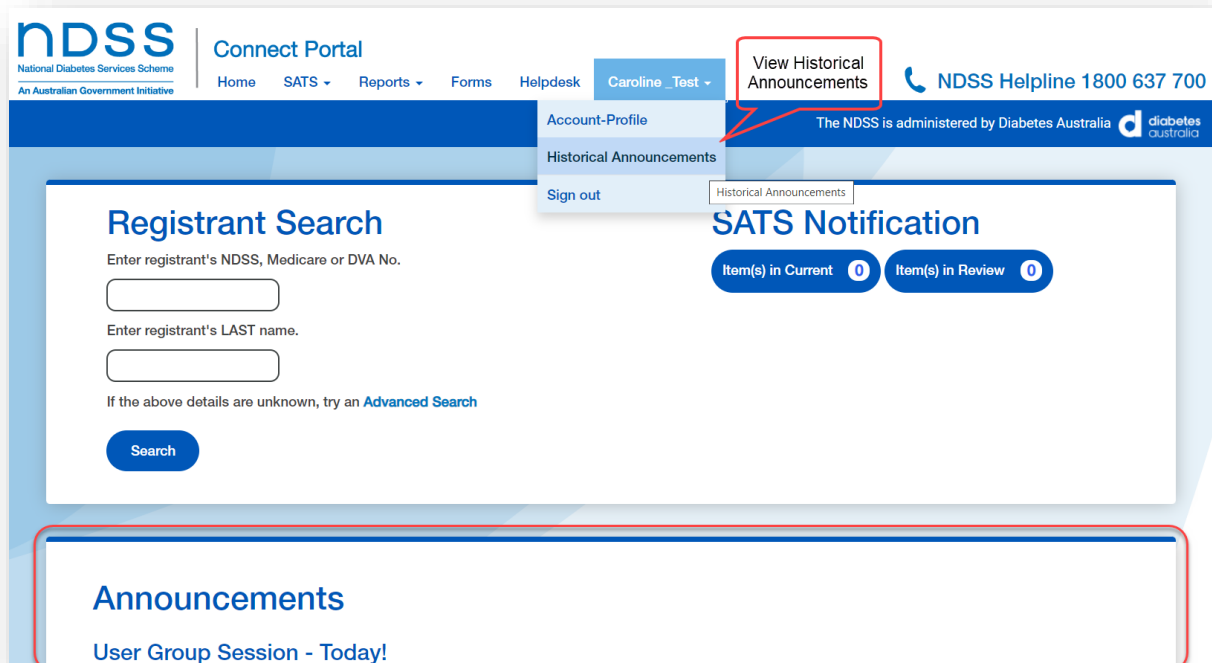 NDSS
National Diabetes Services Scheme
An Australian Government Initiative
Connect Portal
Home SATS Reports Forms Helpdesk Caroline _Test
View Historical
Announcements
NDSS Helpline 1800 637 700
Account-Profile
Historical Announcements
Sign out
Historical Announcements
The NDSS is administered by Diabetes Australia
diabetes
australia
Registrant Search
Enter registrant's NDSS, Medicare or DVA No.
Enter registrant's LAST name.
If the above details are unknown, try an Advanced Search
Search
SATS Notification
Item(s) in Current 0 Item(s) in Review 0
Announcements
User Group Session - Today!